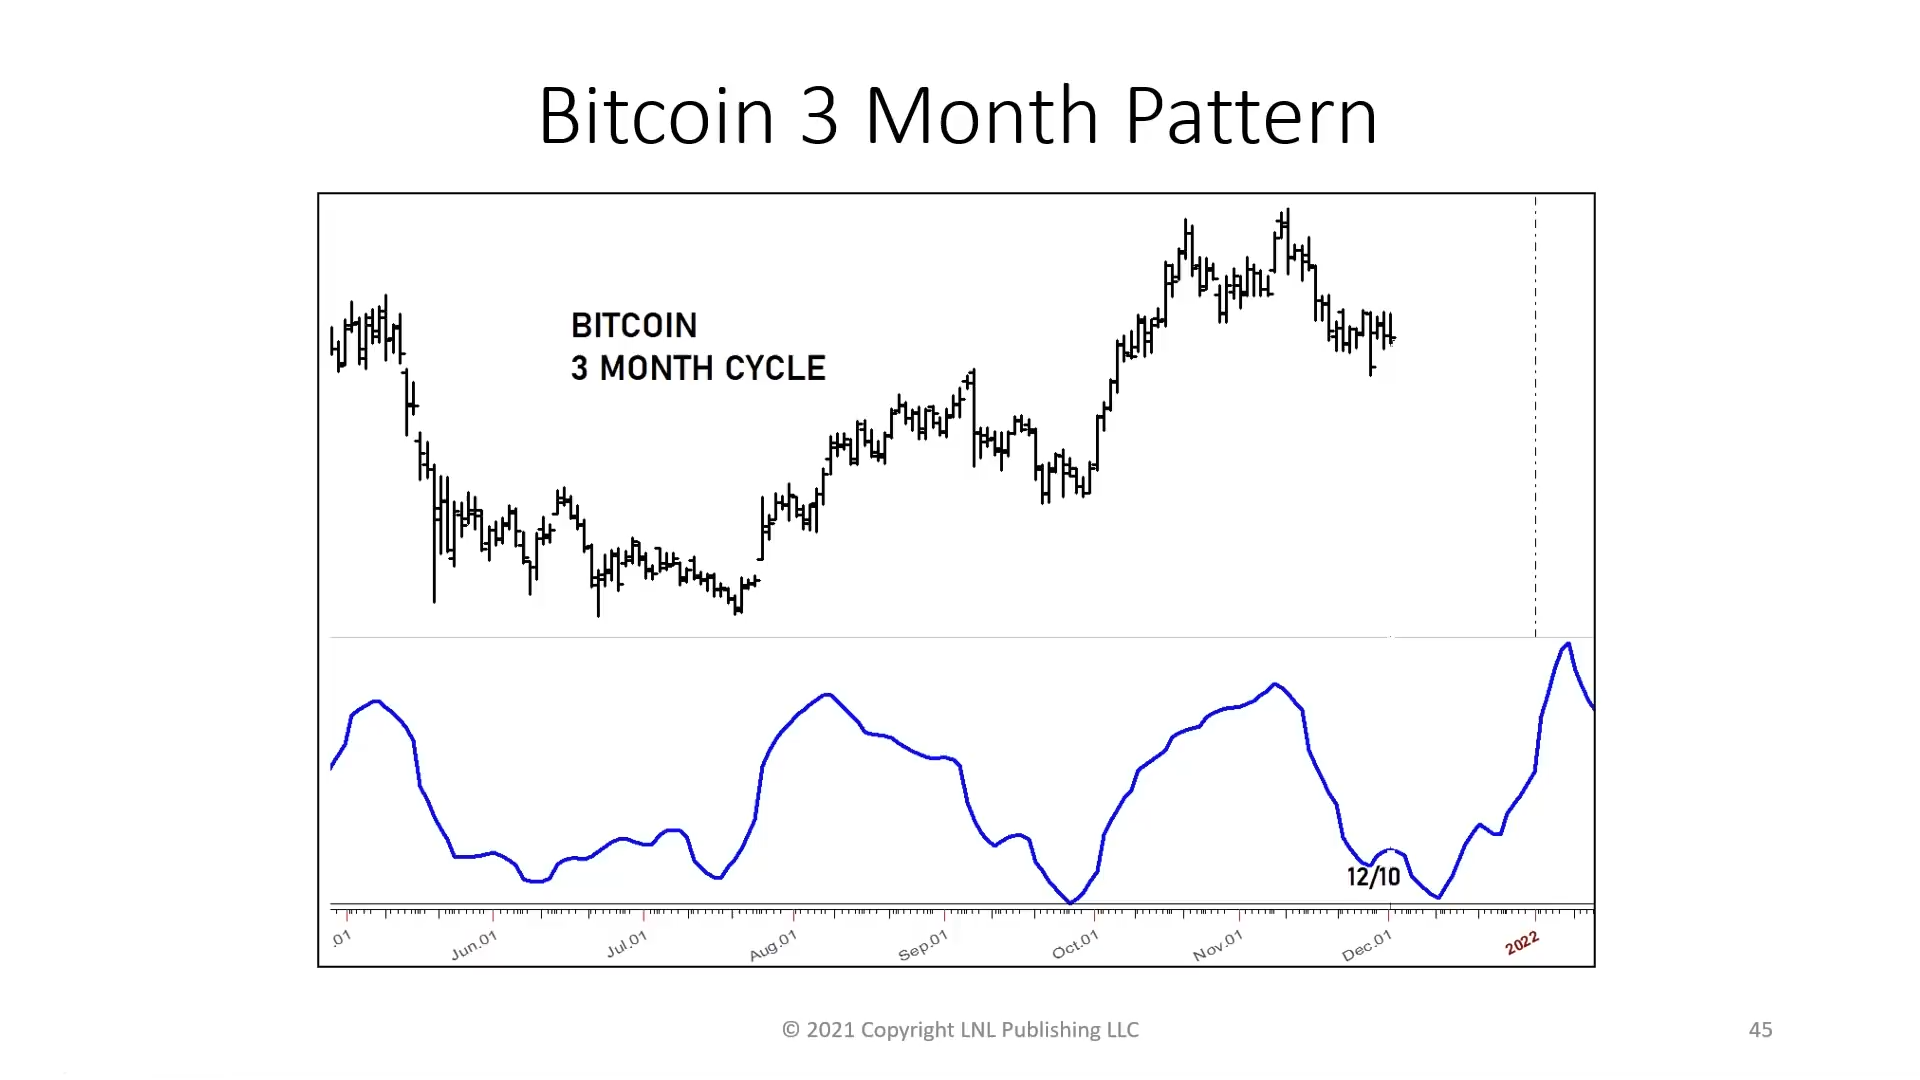 Bitcoin 3 Month Pattern
BITCOIN
3 MONTH CYCLE
12/10
.01
Jun.01
Jul.01
Aug.01
Sep.01
Oct.01
Nov.01
Dec.01
2022
© 2021 Copyright LNL Publishing LLC
45